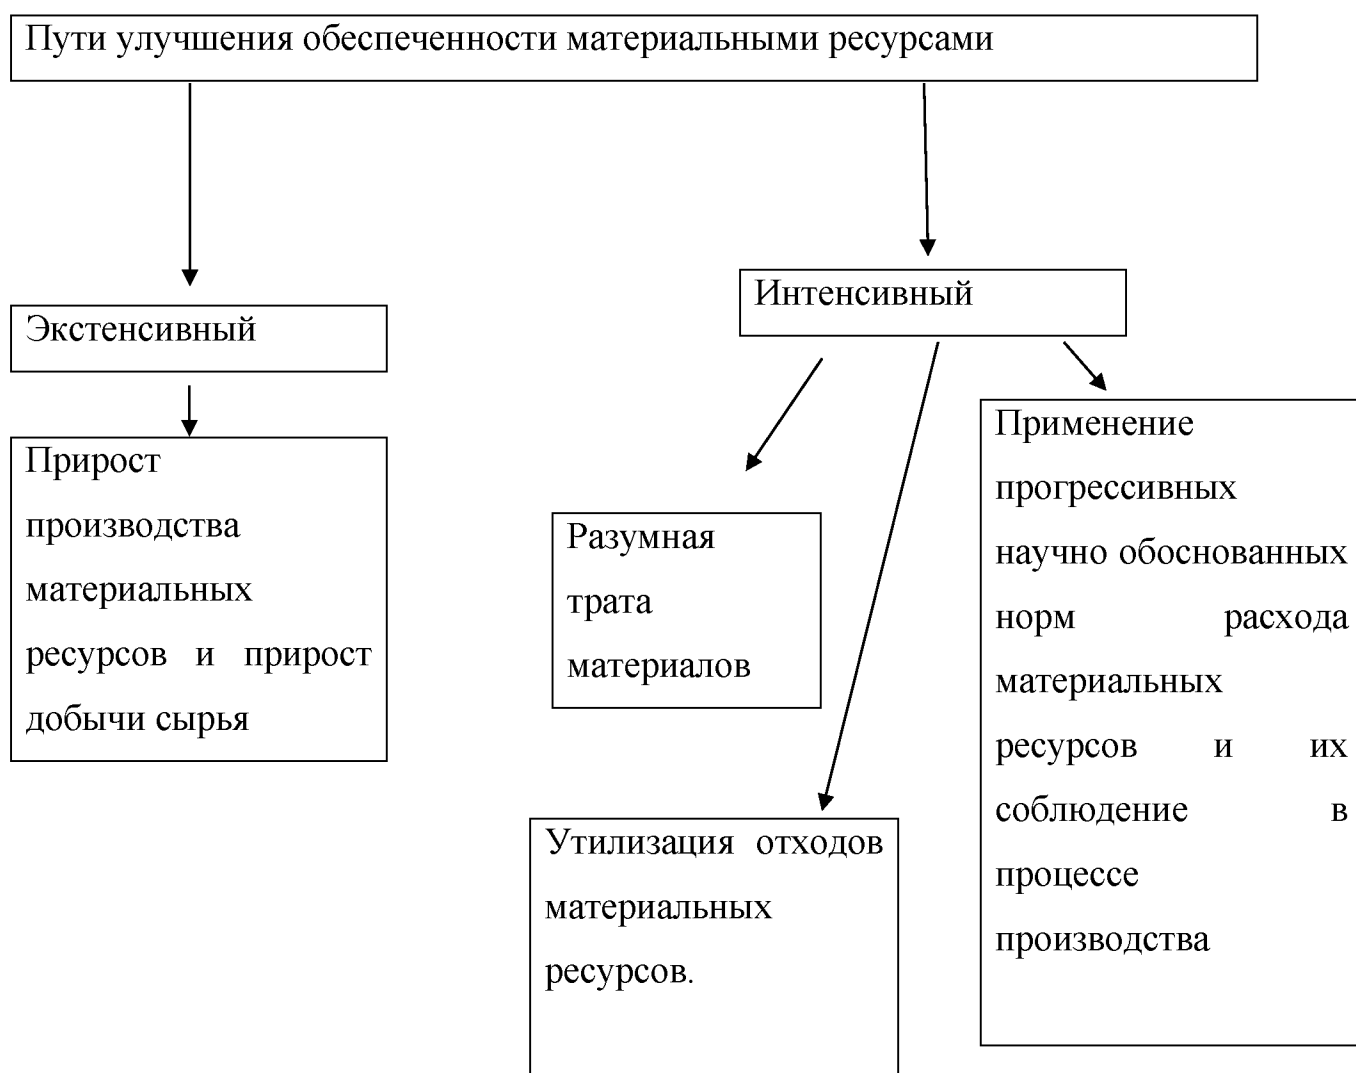 Пути улучшения обеспеченности материальными ресурсами
Экстенсивный
Интенсивный
Прирост
производства
материальных
ресурсов и прирост
добычи сырья
Разумная
трата
материалов
Утилизация отходов
материальных
ресурсов.
Применение
прогрессивных
научно обоснованных
норм расхода
материальных
ресурсов и их
соблюдение в
процессе
производства